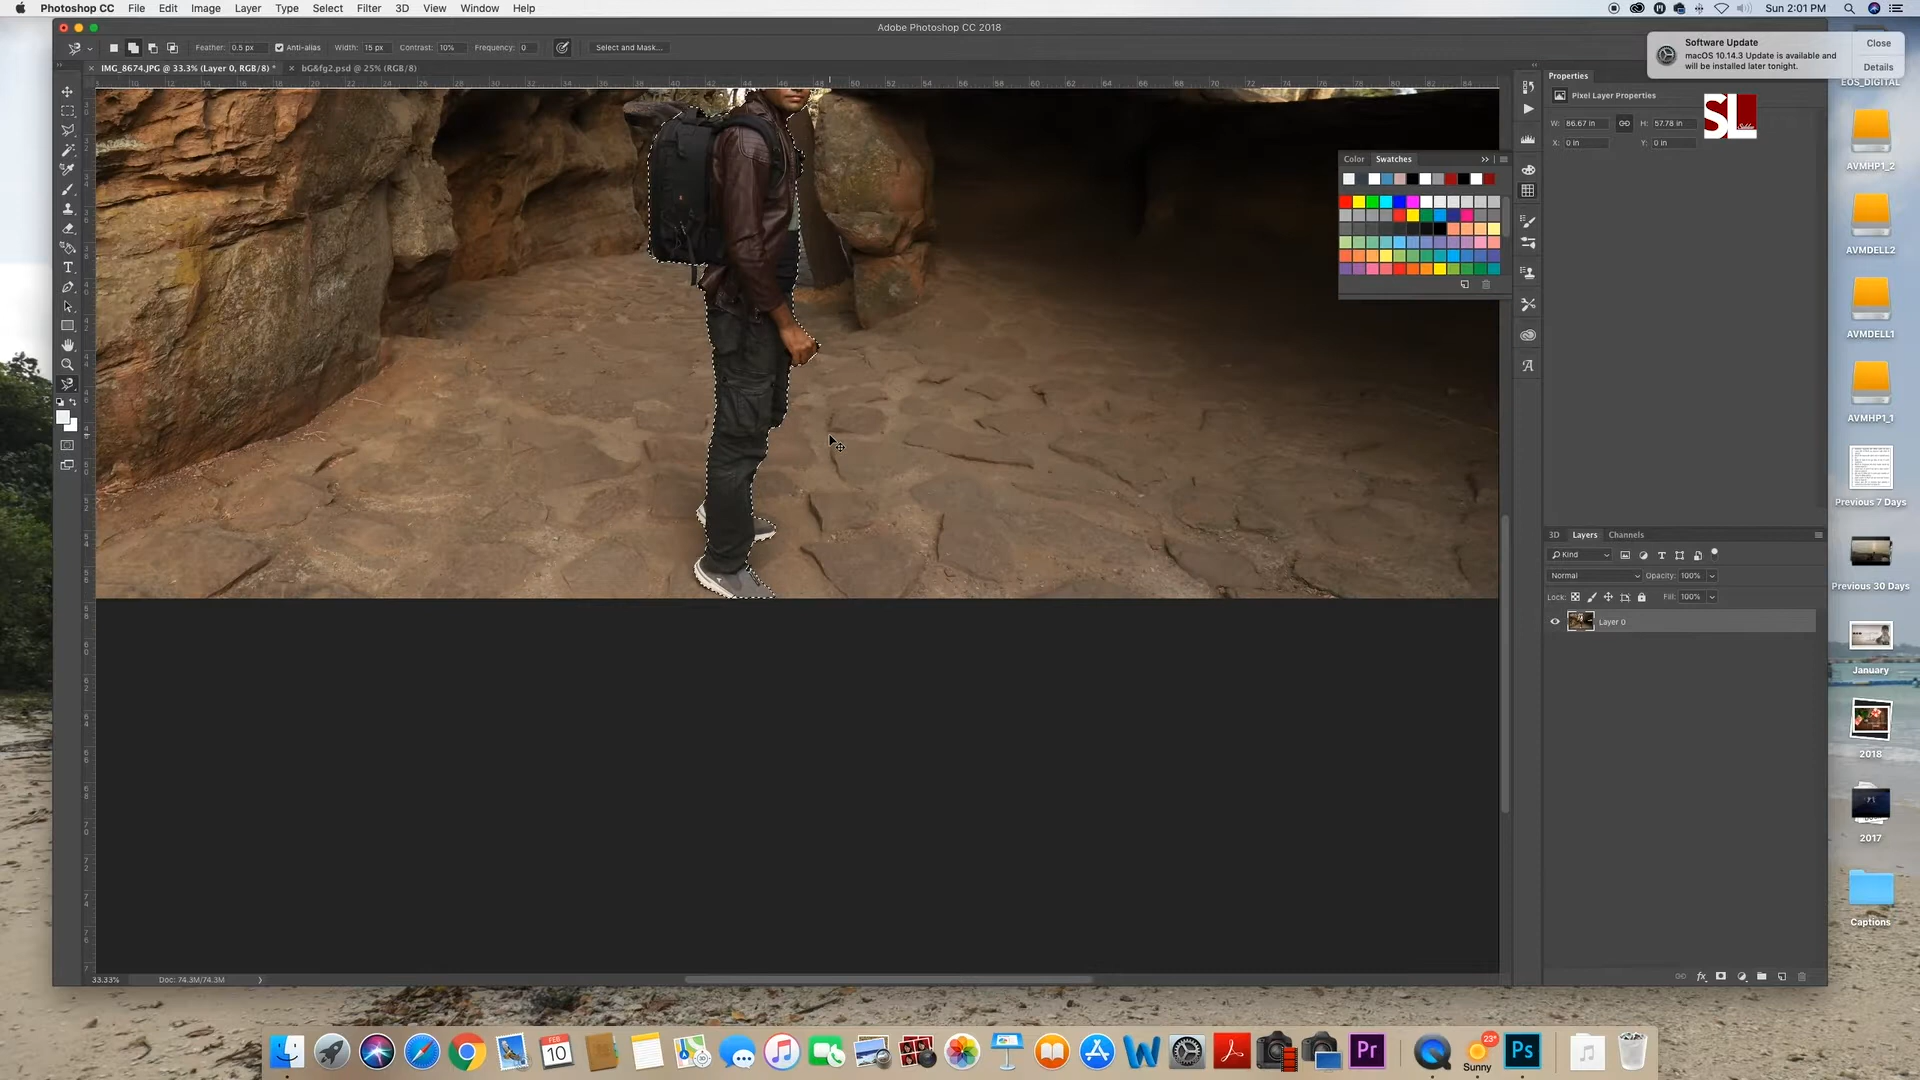 Photoshop CC File Edit Image Layer Type Select Filter 3D View Window Help
Sun 2:01 PM
Adobe Photoshop CC 2018
Feather: 0.5 px Anti-alias Width: 15 px Contrast: 10% Frequency: 0 Select and Mask...
Software Update
macOS 10.14.3 Update is available and
will be installed later tonight.
Close
Details
IMG_8674.JPG @ 33.3% (Layer 0, RGB/8) *
bG&fg2.psd @ 25% (RGB/8)
Properties
Pixel Layer Properties
W: 86.67 in H: 57.78 in
X: 0 in Y: 0 in
SL
Color Swatches
EOS_DIGITAL
AVMHP1_2
AVMDELL2
AVMDELL1
AVMHP1_1
Previous 7 Days
Previous 30 Days
January
2018
2017
Captions
3D Layers Channels
Kind
Normal Opacity: 100%
Lock: Fill: 100%
Layer 0
33.33% Doc: 74.3M/74.3M
FEB
10
Pr
23°
Sunny
Ps